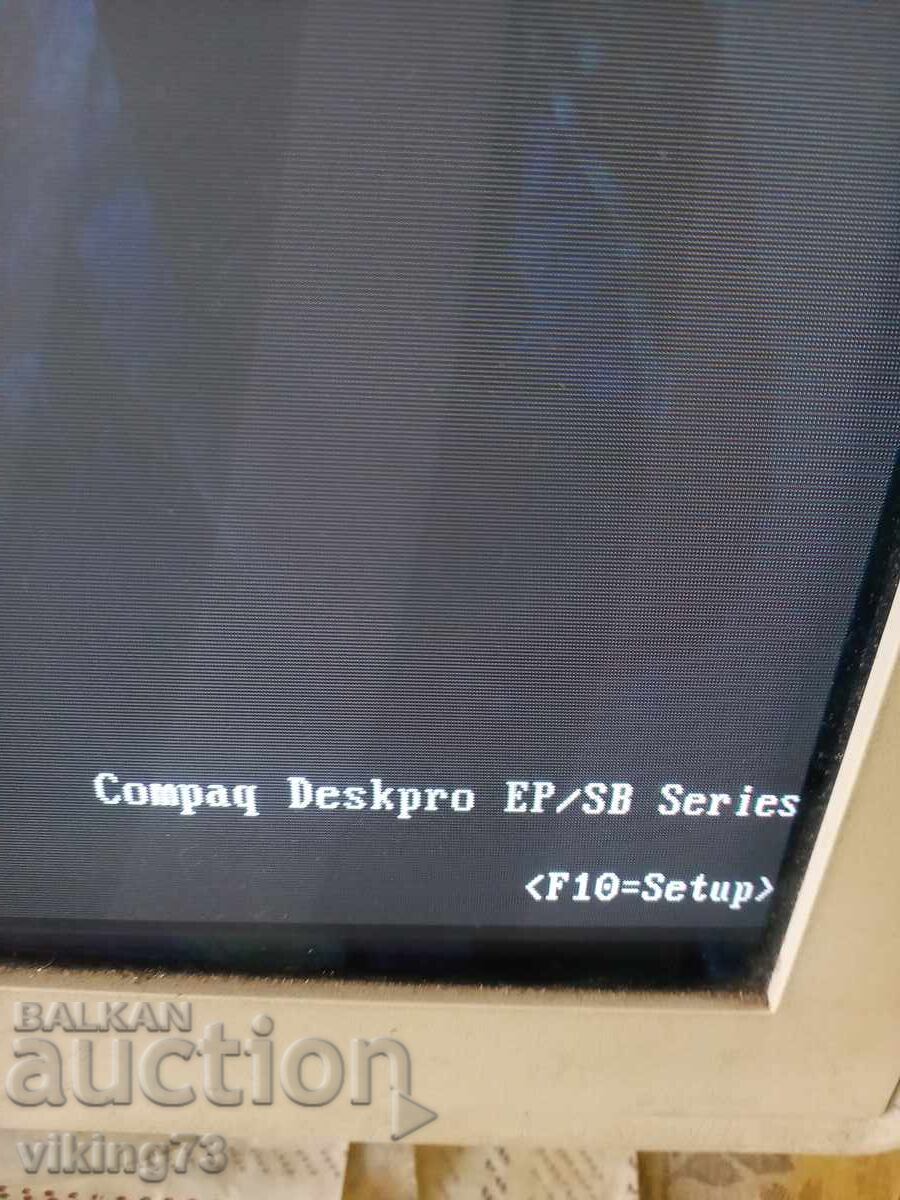 Compaq Deskpro EP/SB Series
<F10=Setup>
BALKAN
auction
viking73